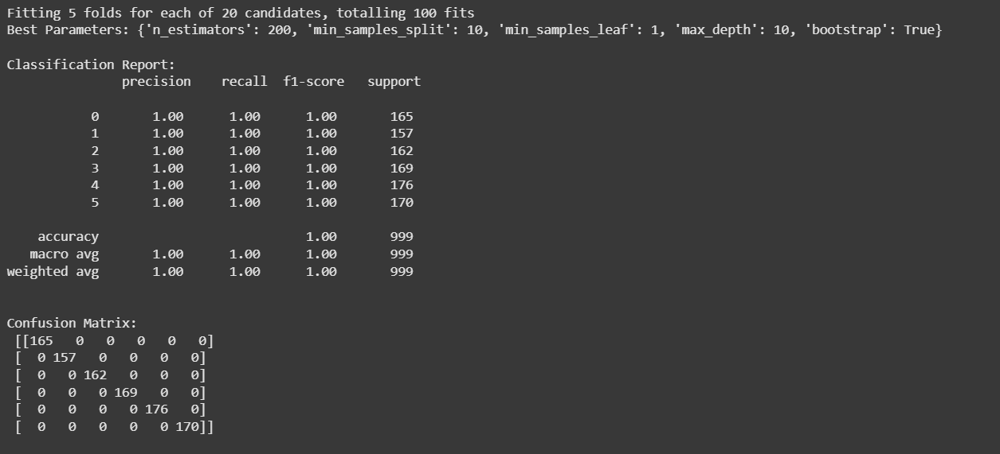 Fitting 5 folds for each of 20 candidates, totalling 100 fits
Best Parameters: {'n_estimators': 200, 'min_samples_split': 10, 'min_samples_leaf': 1, 'max_depth': 10, 'bootstrap': True}
Classification Report:
precision recall f1-score support
0 1.00 1.00 1.00 165
1 1.00 1.00 1.00 157
2 1.00 1.00 1.00 162
3 1.00 1.00 1.00 169
4 1.00 1.00 1.00 176
5 1.00 1.00 1.00 170
accuracy 1.00 999
macro avg 1.00 1.00 1.00 999
weighted avg 1.00 1.00 1.00 999
Confusion Matrix:
[[165 0 0 0 0 0]
[ 0 157 0 0 0 0]
[ 0 0 162 0 0 0]
[ 0 0 0 169 0 0]
[ 0 0 0 0 176 0]
[ 0 0 0 0 0 170]]